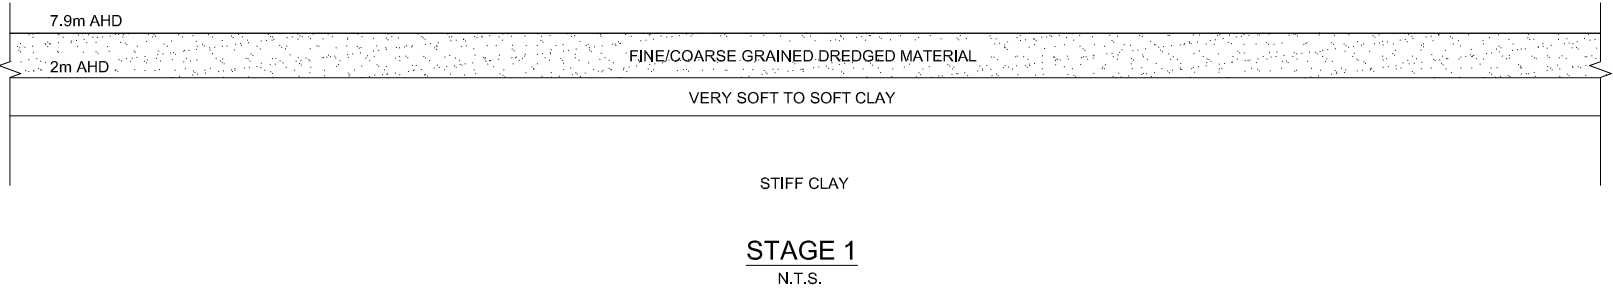 7.9m AHD
FINE/COARSE GRAINED DREDGED MATERIAL
2m AHD
VERY SOFT TO SOFT CLAY
STIFF CLAY
STAGE 1
N.T.S.